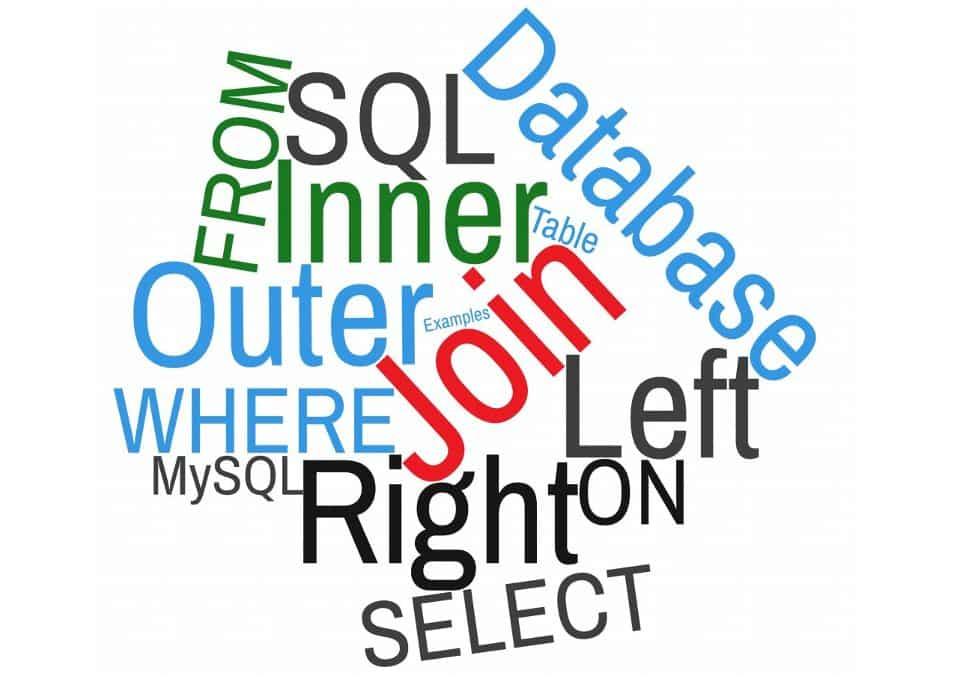 Database
SQL
FROM
Inner
Table
Join
Outer
Examples
Left
WHERE
MySQL
Right
ON
SELECT